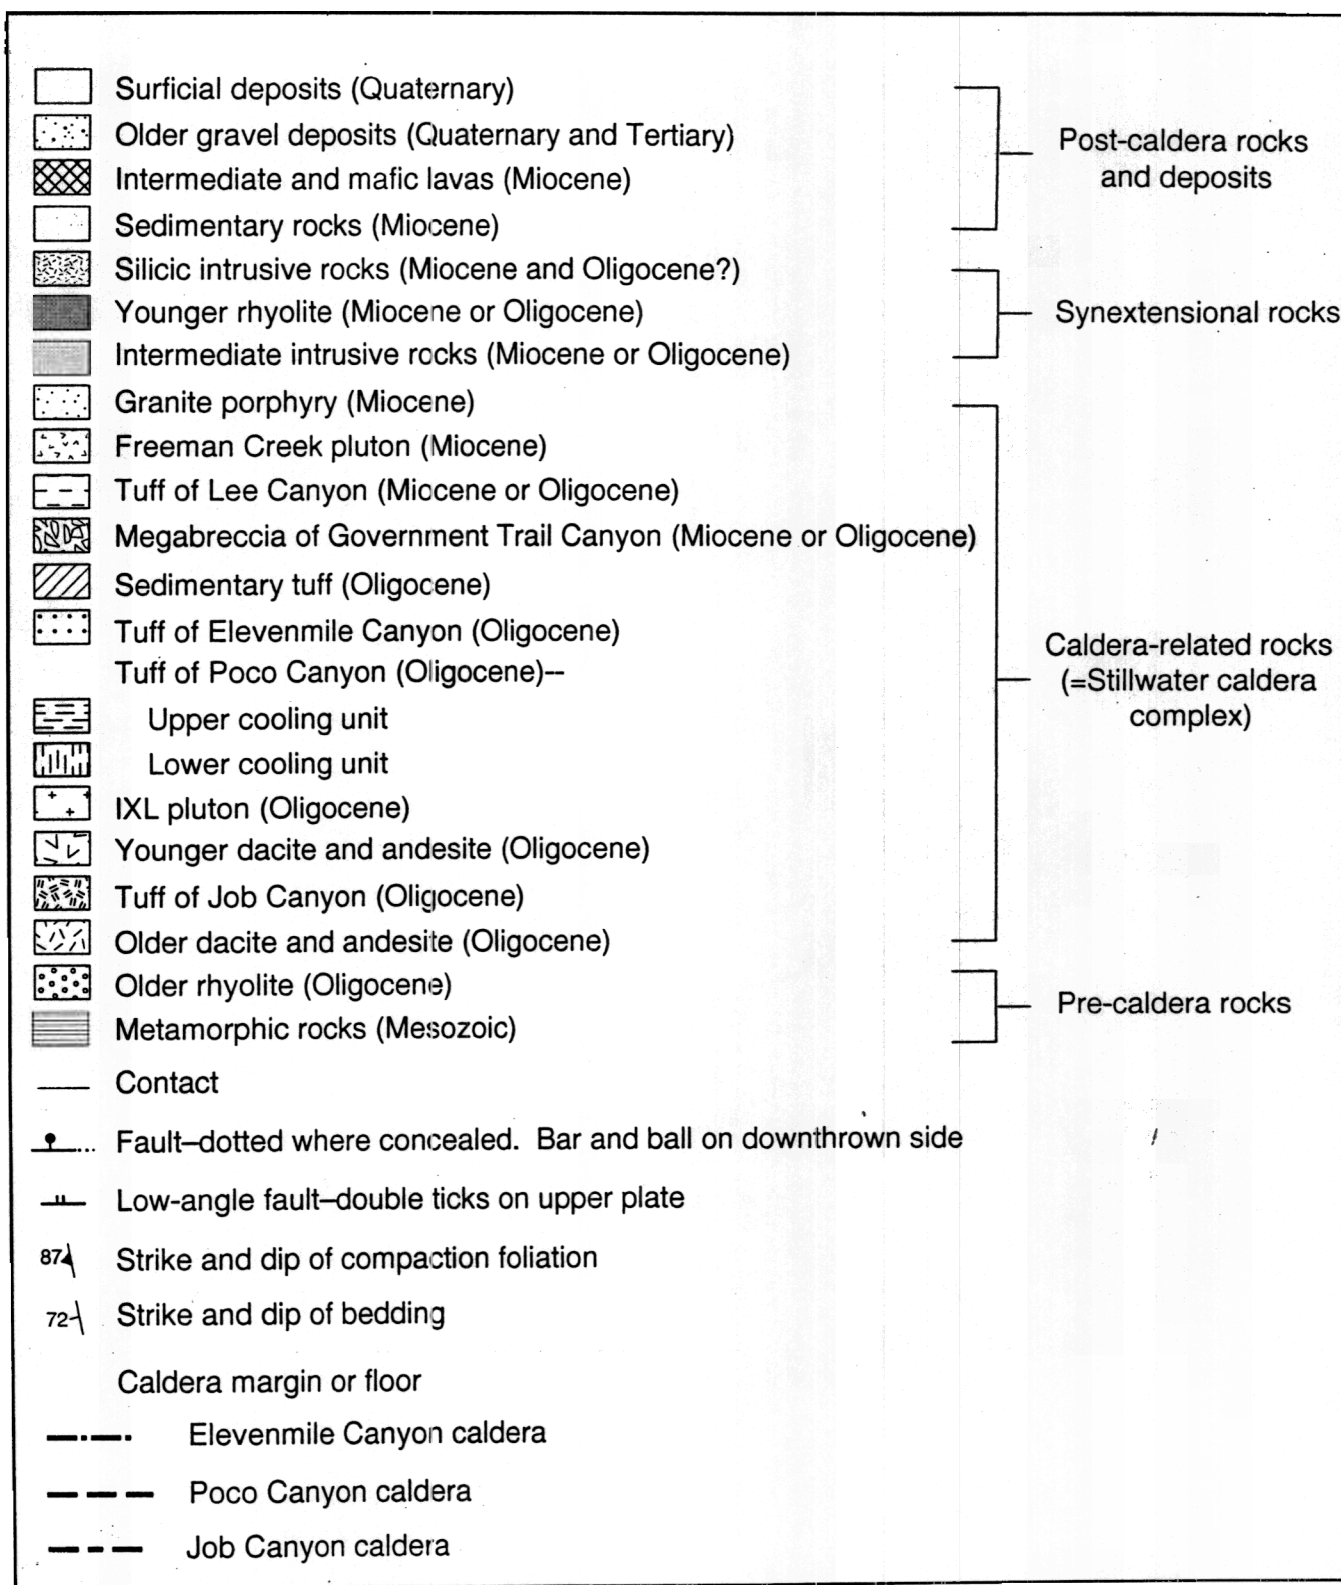 Surficial deposits (Quaternary)
Older gravel deposits (Quaternary and Tertiary)
Intermediate and mafic lavas (Miocene)
Sedimentary rocks (Miocene)
Post-caldera rocks
and deposits
Silicic intrusive rocks (Miocene and Oligocene?)
Younger rhyolite (Miocene or Oligocene)
Intermediate intrusive rocks (Miocene or Oligocene)
Synextensional rocks
Granite porphyry (Miocene)
Freeman Creek pluton (Miocene)
Tuff of Lee Canyon (Miocene or Oligocene)
Megabreccia of Government Trail Canyon (Miocene or Oligocene)
Sedimentary tuff (Oligocene)
Tuff of Elevenmile Canyon (Oligocene)
Tuff of Poco Canyon (Oligocene)--
Upper cooling unit
Lower cooling unit
IXL pluton (Oligocene)
Younger dacite and andesite (Oligocene)
Tuff of Job Canyon (Oligocene)
Older dacite and andesite (Oligocene)
Caldera-related rocks
(=Stillwater caldera
complex)
Older rhyolite (Oligocene)
Metamorphic rocks (Mesozoic)
Pre-caldera rocks
Contact
Fault–dotted where concealed. Bar and ball on downthrown side
Low-angle fault–double ticks on upper plate
87 Strike and dip of compaction foliation
72 Strike and dip of bedding
Caldera margin or floor
Elevenmile Canyon caldera
Poco Canyon caldera
Job Canyon caldera